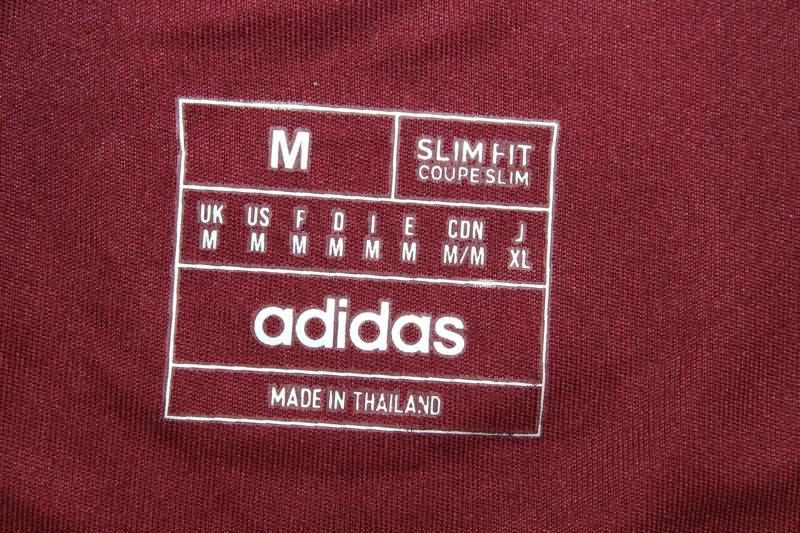 M
SLIM FIT
COUPE SLIM
UK US F D I E CDN J
M M M M M M M/M XL
adidas
MADE IN THAILAND